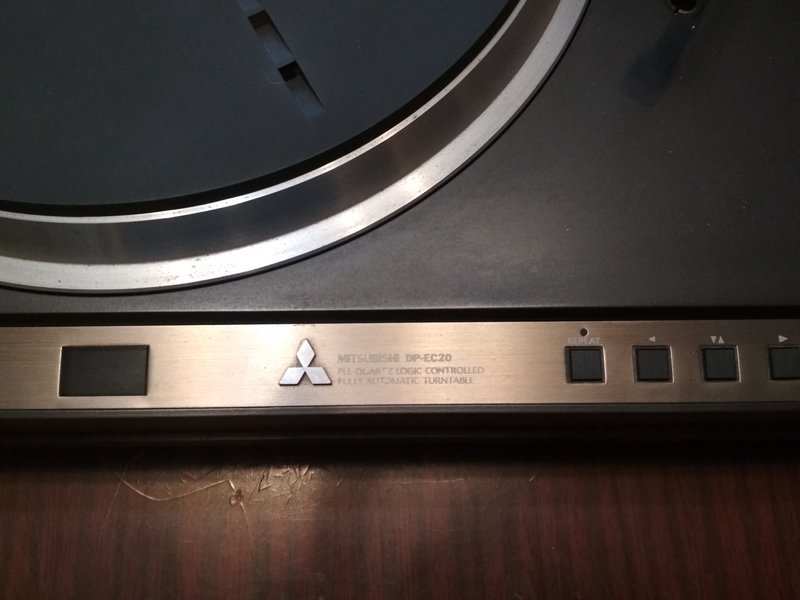 MITSUBISHI DP-EC20
PLL QUARTZ LOGIC CONTROLLED
FULLY AUTOMATIC TURNTABLE
REPEAT